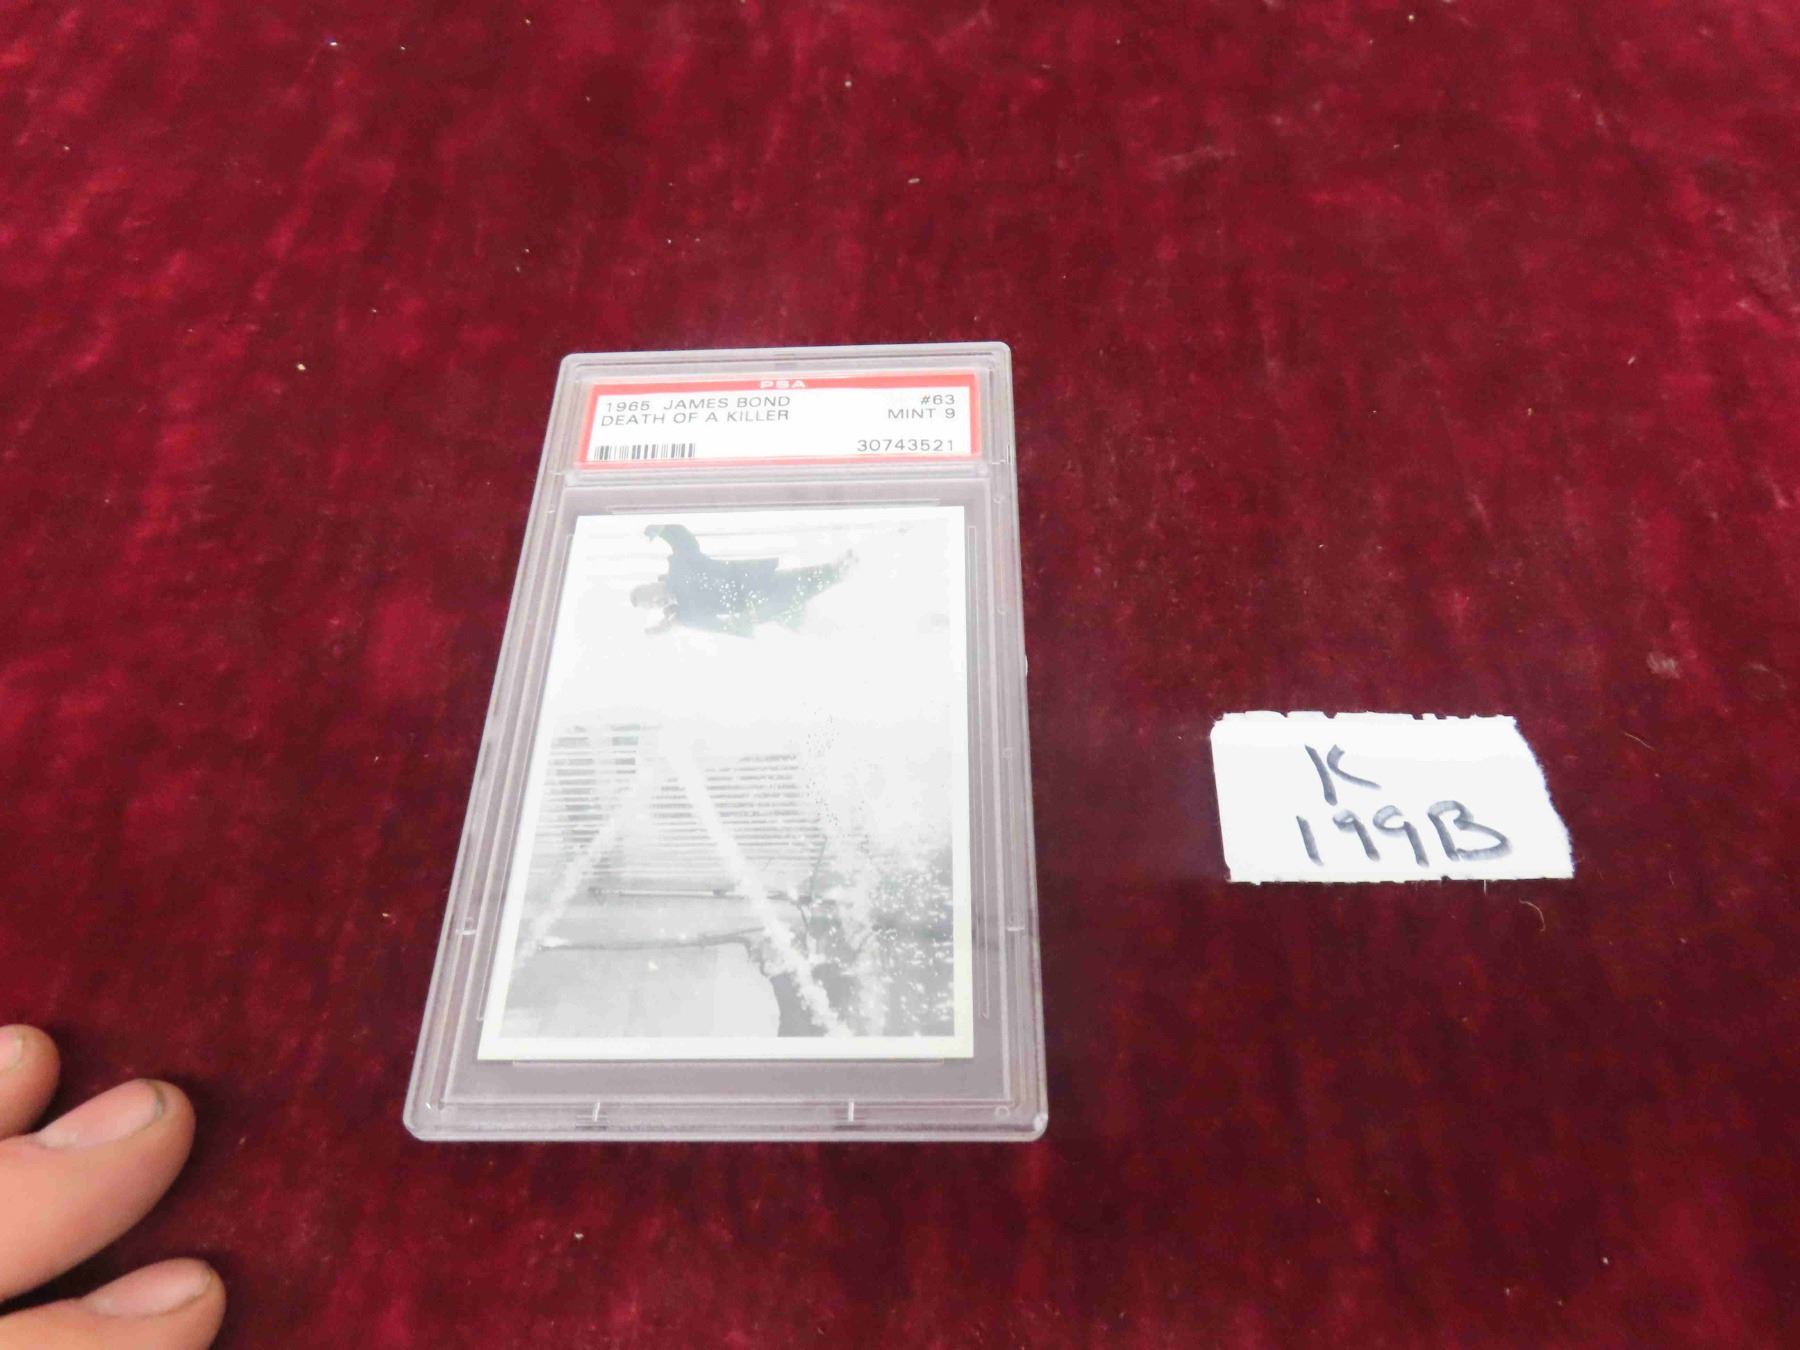 PSA
1965 JAMES BOND #63
DEATH OF A KILLER MINT 9
30743521
K
199B